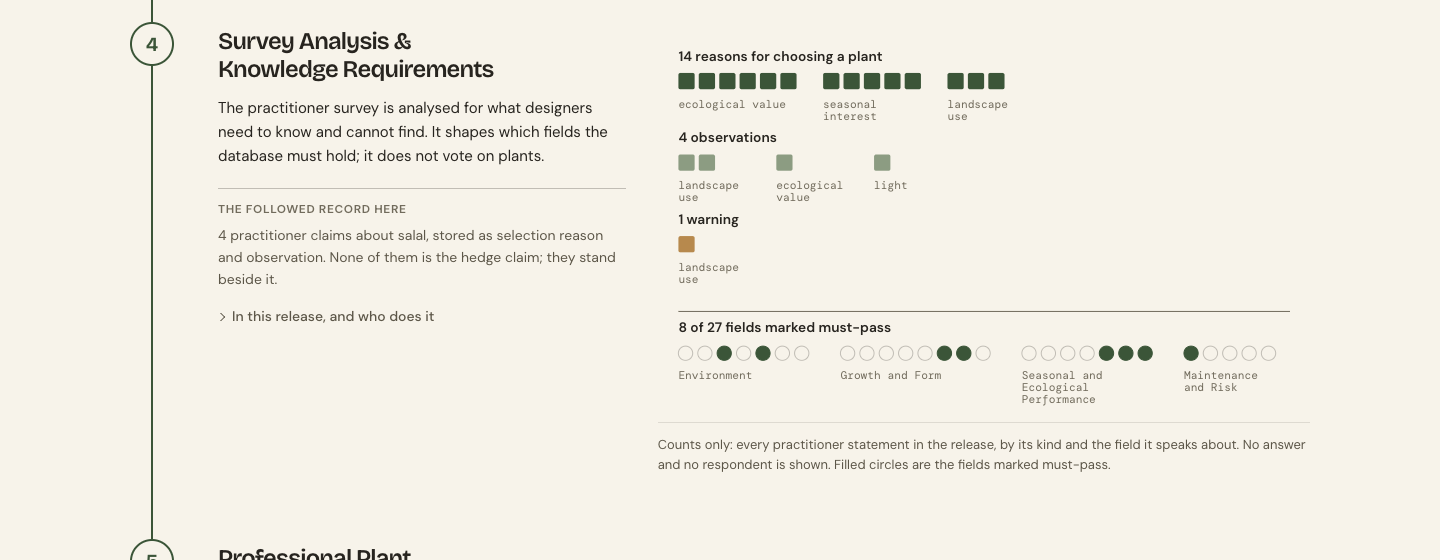 4
Survey Analysis &
Knowledge Requirements
The practitioner survey is analysed for what designers
need to know and cannot find. It shapes which fields the
database must hold; it does not vote on plants.
THE FOLLOWED RECORD HERE
4 practitioner claims about salal, stored as selection reason
and observation. None of them is the hedge claim; they stand
beside it.
In this release, and who does it
14 reasons for choosing a plant
ecological value
seasonal
interest
landscape
use
4 observations
landscape
use
ecological
value
light
1 warning
landscape
use
8 of 27 fields marked must-pass
Environment
Growth and Form
Seasonal and
Ecological
Performance
Maintenance
and Risk
Counts only: every practitioner statement in the release, by its kind and the field it speaks about. No answer
and no respondent is shown. Filled circles are the fields marked must-pass.
5
Professional Plant